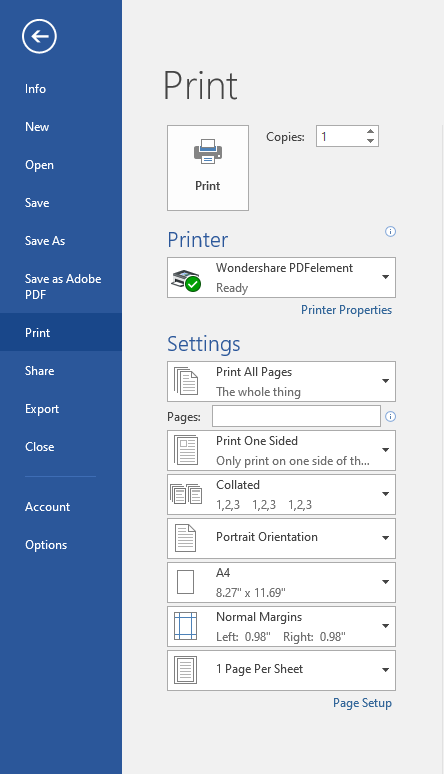 Info
New
Open
Save
Save As
Save as Adobe
PDF
Print
Share
Export
Close
Account
Options
Print
Print
Copies: 1
Printer
Wondershare PDFelement
Ready
Printer Properties
Settings
Print All Pages
The whole thing
Pages:
Print One Sided
Only print on one side of th...
Collated
1,2,3 1,2,3 1,2,3
Portrait Orientation
A4
8.27" x 11.69"
Normal Margins
Left: 0.98" Right: 0.98"
1 Page Per Sheet
Page Setup